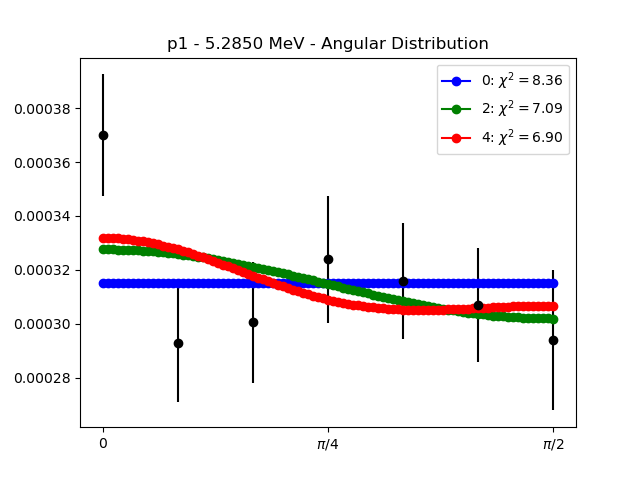 p1 - 5.2850 MeV - Angular Distribution
0: χ² = 8.36
2: χ² = 7.09
4: χ² = 6.90
0.00038
0.00036
0.00034
0.00032
0.00030
0.00028
0 π/4 π/2